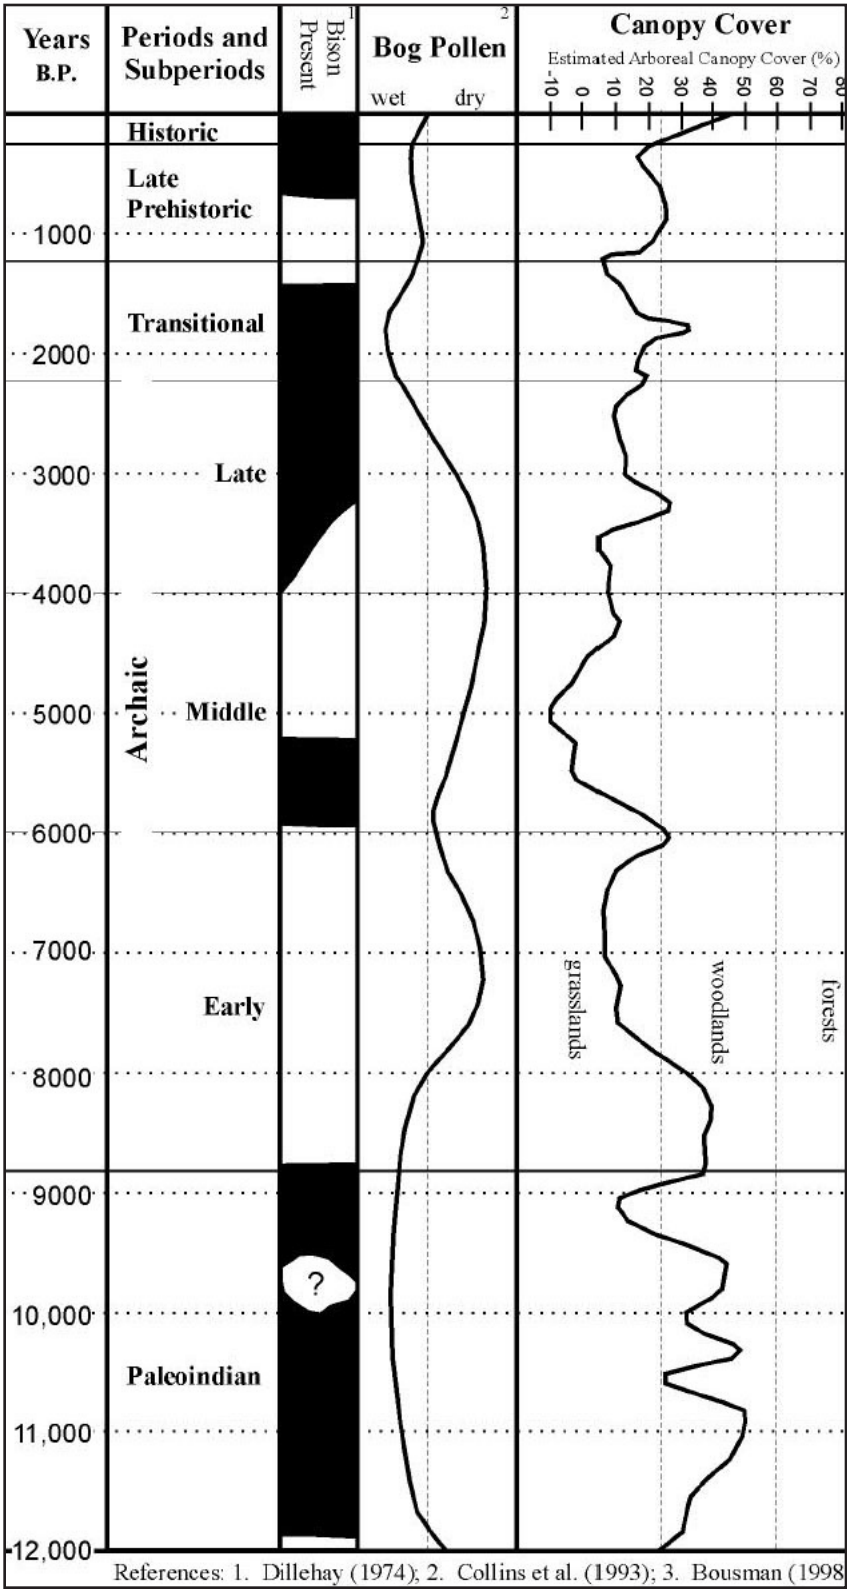 Years
B.P.
Periods and
Subperiods
Bison
Present
1
Bog Pollen
2
wet
dry
Canopy Cover
Estimated Arboreal Canopy Cover (%)
-10 0 10 20 30 40 50 60 70 80
Historic
Late
Prehistoric
1000
Transitional
2000
Late
3000
4000
Archaic
Middle
5000
6000
7000
grasslands
woodlands
forests
Early
8000
9000
?
10,000
Paleoindian
11,000
12,000
References: 1. Dillehay (1974); 2. Collins et al. (1993); 3. Bousman (1998